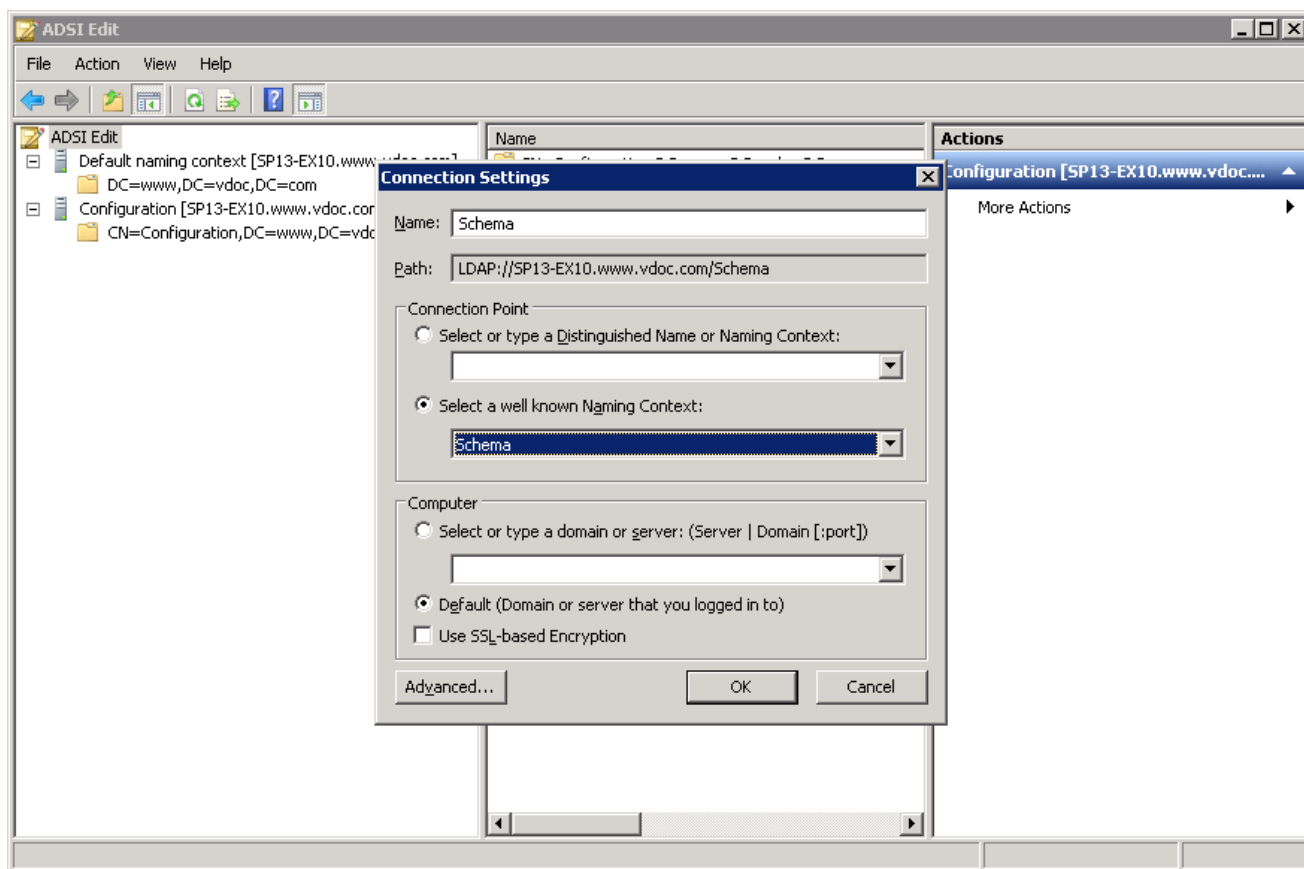 ADSI Edit
File Action View Help
ADSI Edit
Default naming context [SP13-EX10.www.vdoc.com]
DC=www,DC=vdoc,DC=com
Configuration [SP13-EX10.www.vdoc.com
CN=Configuration,DC=www,DC=vdc
Name
Actions
Configuration [SP13-EX10.www.vdoc....
More Actions
Connection Settings
Name: Schema
Path: LDAP://SP13-EX10.www.vdoc.com/Schema
Connection Point
Select or type a Distinguished Name or Naming Context:
Select a well known Naming Context:
Schema
Computer
Select or type a domain or server: (Server | Domain [:port])
Default (Domain or server that you logged in to)
Use SSL-based Encryption
Advanced... OK Cancel